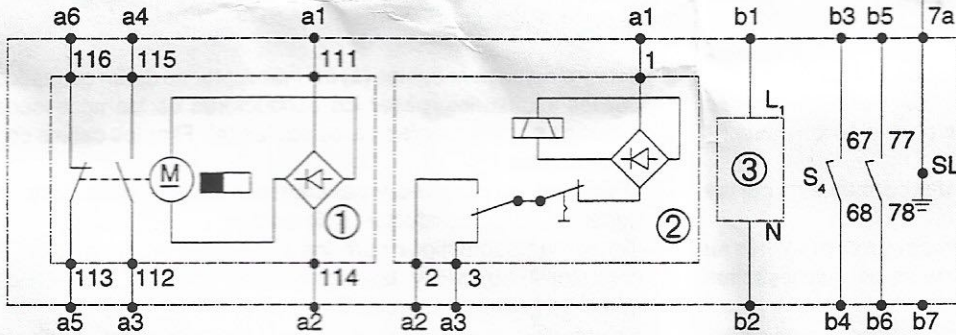 a6 a4 a1 a1 b1 b3 b5 7a
116 115 111 1
L1
67 77
M 3 S4 SL
1 2 68 78
N
113 112 114 2 3
a5 a3 a2 a2 a3 b2 b4 b6 b7